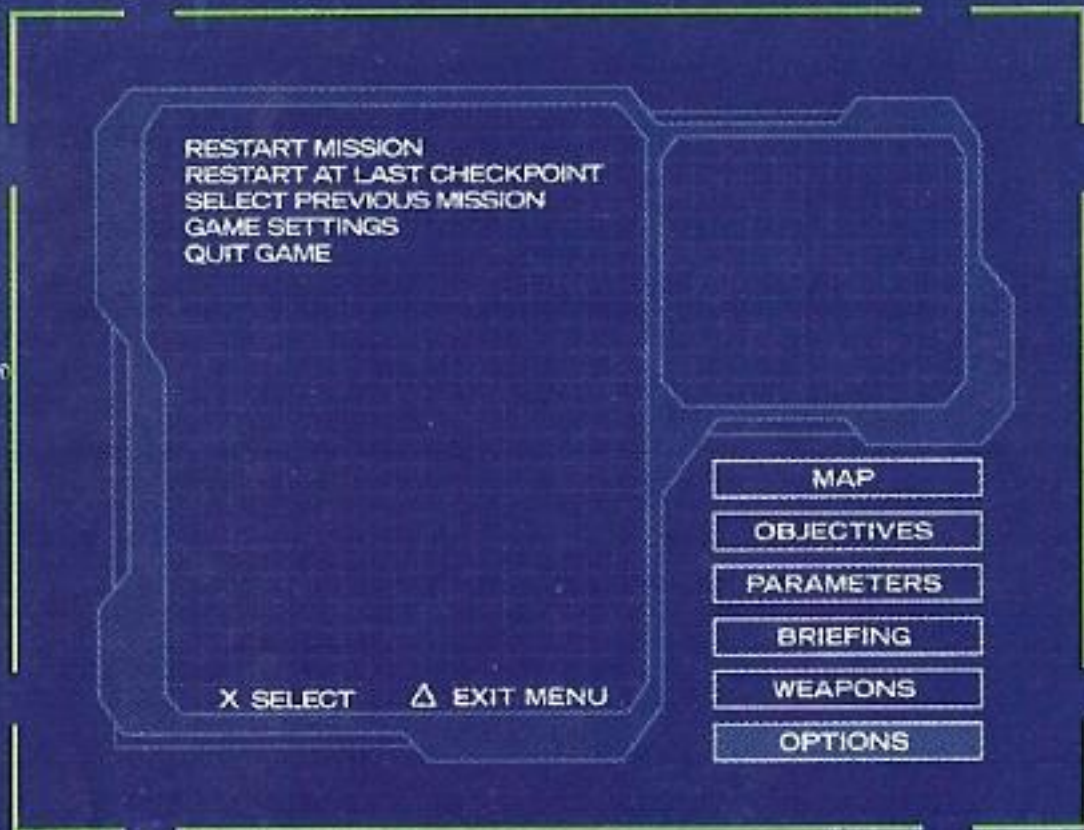 RESTART MISSION
RESTART AT LAST CHECKPOINT
SELECT PREVIOUS MISSION
GAME SETTINGS
QUIT GAME
X SELECT △ EXIT MENU
MAP
OBJECTIVES
PARAMETERS
BRIEFING
WEAPONS
OPTIONS